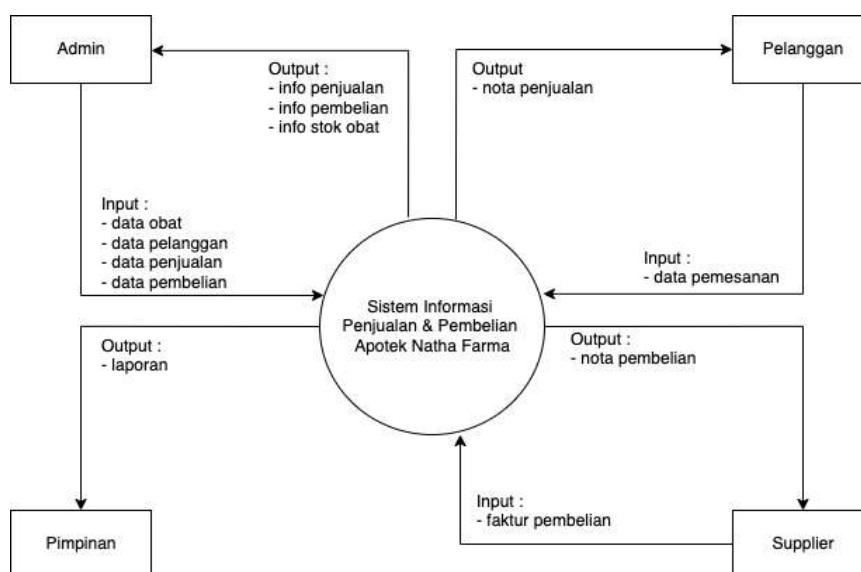 Admin
Output :
- info penjualan
- info pembelian
- info stok obat
Output
- nota penjualan
Pelanggan
Input :
- data obat
- data pelanggan
- data penjualan
- data pembelian
Input :
- data pemesanan
Sistem Informasi
Penjualan & Pembelian
Apotek Natha Farma
Output :
- laporan
Output :
- nota pembelian
Input :
- faktur pembelian
Pimpinan
Supplier